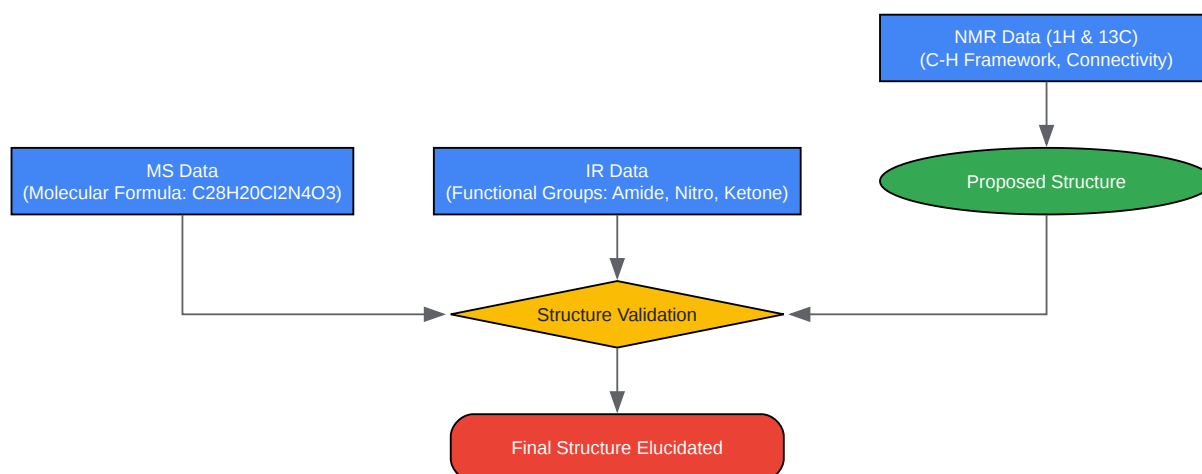 NMR Data (1H & 13C)
(C-H Framework, Connectivity)
MS Data
(Molecular Formula: C28H20Cl2N4O3)
IR Data
(Functional Groups: Amide, Nitro, Ketone)
Proposed Structure
Structure Validation
Final Structure Elucidated